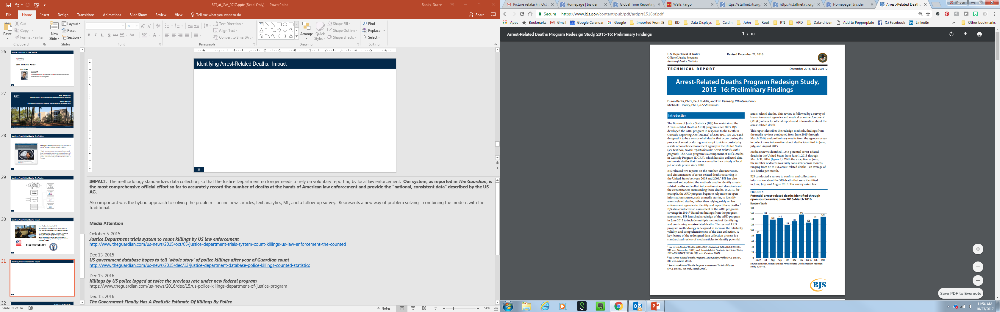 RTI_at_IAA_2017.pptx [Read-Only] - PowerPoint
Banks, Duren
File Home Insert Design Transitions Animations Slide Show Review View Tell me what you want to do
Share
Paste
Cut
Copy
Format Painter
Clipboard
New Slide
Layout
Reset
Section
Slides
18
Font
Text Direction
Align Text
Convert to SmartArt
Paragraph
Arrange
Quick Styles
Shape Fill
Shape Outline
Shape Effects
Drawing
Find
Replace
Select
Editing
26
National Consortium for Data Science
ncds
2017-2018 Data Fellow
Rob Chew
SMART:
27
RTI
Erin Kennedy
Jason Nance
28
Identifying Arrest-Related Deaths: The Problem
29
Identifying Arrest-Related Deaths: The Pipeline
30
Identifying Arrest-Related Deaths: Impact
FiveThirtyEight
31
Identifying Arrest-Related Deaths: Impact
32
Identifying Arrest-Related Deaths: Impact
31
IMPACT: The methodology standardizes data collection, so that the Justice Department no longer needs to rely on voluntary reporting by local law enforcement. Our system, as reported in The Guardian, is
the most comprehensive official effort so far to accurately record the number of deaths at the hands of American law enforcement and provide the “national, consistent data” described by the US
AG.
Also important was the hybrid approach to solving the problem—online news articles, text analytics, ML, and a follow-up survey. Represents a new way of problem solving—combining the modern with the
traditional.
Media Attention
October 5, 2015
Justice Department trials system to count killings by US law enforcement
http://www.theguardian.com/us-news/2015/oct/05/justice-department-trials-system-count-killings-us-law-enforcement-the-counted
Dec 13, 2015
US government database hopes to tell 'whole story' of police killings after year of Guardian count
http://www.theguardian.com/us-news/2015/dec/13/justice-department-database-police-killings-counted-statistics
Dec 15, 2016
Killings by US police logged at twice the previous rate under new federal program
https://www.theguardian.com/us-news/2016/dec/15/us-police-killings-department-of-justice-program
Dec 15, 2016
The Government Finally Has A Realistic Estimate Of Killings By Police
Slide 31 of 34
Notes
54%
Picture retake Fri. Oct
Homepage | Insider
Global Time Reporting
Wells Fargo
https://staffnet.rti.org
https://staffnet.rti.org
Homepage | Insider
Arrest-Related Deaths
Duren
Secure https://www.bjs.gov/content/pub/pdf/ardprs1516pf.pdf
Apps Bookmarks Gmail Google Calendar Google Imported From IE BD Data Displays Caitlin John Root RTI ARD Data-driven Add to Pepperplate (1) Facebook LinkedIn » Other bookmarks
Arrest-Related Deaths Program Redesign Study, 2015-16: Preliminary Findings
1 / 10
U.S. Department of Justice
Office of Justice Programs
Bureau of Justice Statistics
Revised December 22, 2016
TECHNICAL REPORT
December 2016, NCJ 250112
Arrest-Related Deaths Program Redesign Study,
2015–16: Preliminary Findings
Duren Banks, Ph.D., Paul Ruddle, and Erin Kennedy, RTI International
Michael G. Planty, Ph.D., BJS Statistician
Introduction
The Bureau of Justice Statistics (BJS) has maintained the
Arrest-Related Deaths (ARD) program since 2003. BJS
developed the ARD program in response to the Death in
Custody Reporting Act (DICRA) of 2000 (P.L. 106-297) and
designed it to be a census of all deaths that occur during the
process of arrest or during an attempt to obtain custody by
a state or local law enforcement agency in the United States
(see text box, Deaths reportable to the Arrest-Related Deaths
program). The ARD program is a component of BJS's Deaths
in Custody Program (DCRP), which has also collected data
on inmate deaths that have occurred in the custody of local
jail or state prison since 2000.
BJS released two reports on the number, characteristics,
and circumstances of arrest-related deaths occurring in
the United States between 2003 and 2009.1 BJS has also
assessed and updated the methods used to identify arrest-
related deaths and collect information about decedents and
the circumstances surrounding those deaths. In 2010, for
example, the ARD program began to rely more on open
information sources, such as media stories, to identify
arrest-related deaths, rather than relying solely on law
enforcement agencies to identify and report these deaths.2
BJS also conducted an assessment of the ARD program's
coverage in 2014.3 Based on findings from the program
assessment, BJS launched a redesign of the ARD program
in June 2015 to include multiple methods of identifying
and confirming arrest-related deaths. The revised ARD
program methodology is designed to increase the reliability,
validity, and comprehensiveness of the data collection. A
key feature of the redesigned data collection process is a
standardized review of media articles to identify potential
1 See Arrest-Related Deaths, 2003–2009 - Statistical Tables (NCJ 235385,
BJS web, November 2011) and Arrest-Related Deaths in the United States,
2003–2005 (NCJ 219534, BJS web, October 2007).
2 See Arrest-Related Deaths Program: Data Quality Profile (NCJ 248544,
BJS web, March 2015).
3 See Arrest-Related Deaths Program Assessment: Technical Report
(NCJ 248543, BJS web, March 2015).
arrest-related deaths. This review is followed by a survey of
law enforcement agencies and medical examiner/coroners'
(ME/C) offices for official reports and information about the
arrest-related death.
This report describes the redesign methods, findings from
the media reviews conducted from June 2015 through
March 2016, and preliminary results from the agency survey
to collect more information about deaths identified in June,
July, and August 2015.
Media reviews identified 1,348 potential arrest-related
deaths in the United States from June 1, 2015 through
March 31, 2016 (figure 1). With the exception of June,
the number of deaths was fairly consistent across months,
ranging from 87 to 156 arrest-related deaths—an average of
135 deaths per month.
BJS conducted a survey to confirm and collect more
information about the 379 deaths that were identified
in June, July, and August 2015. The survey asked law
FIGURE 1
Potential arrest-related deaths identified through
open source review, June 2015–March 2016
Number of deaths
180
160
140
120
100
80
60
40
20
0
87 154 138 144 119 132 156 128 141 149
Jun 15 Jul Aug Sep Oct Nov Dec Jan 16 Feb Mar
Source: Bureau of Justice Statistics, Arrest-Related Deaths Program Redesign
Study, 2015–16.
BJS
Save PDF to Evernote
11:54 AM
10/23/2017